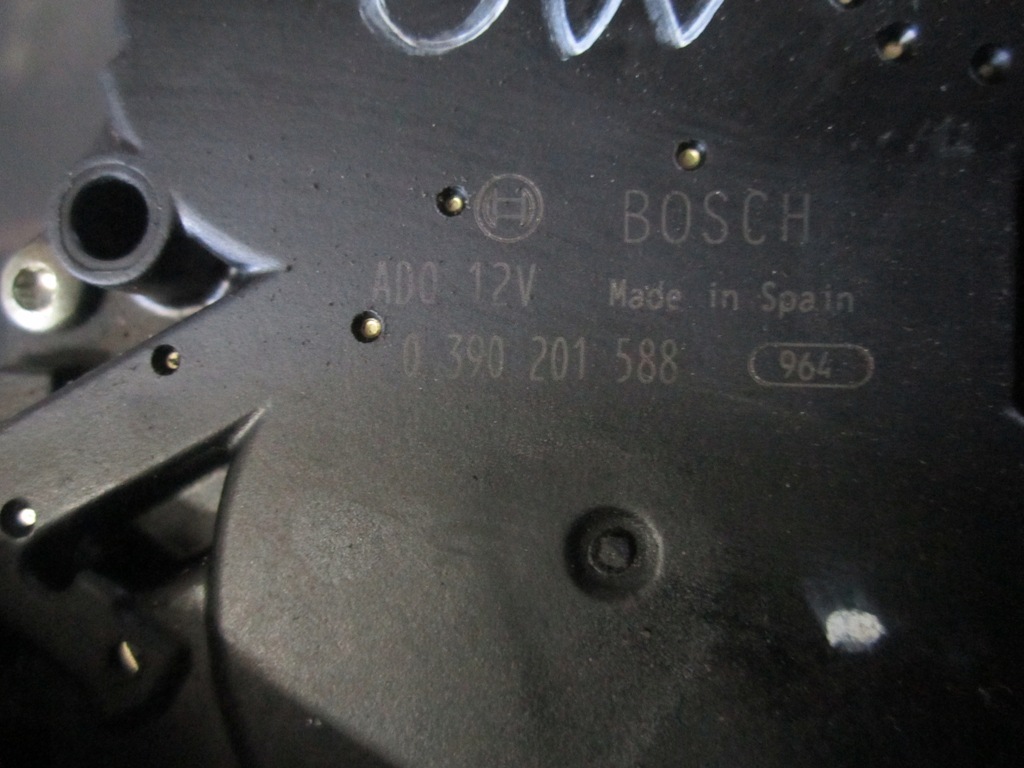 BOSCH
ADO 12V Made in Spain
0 390 201 588 964